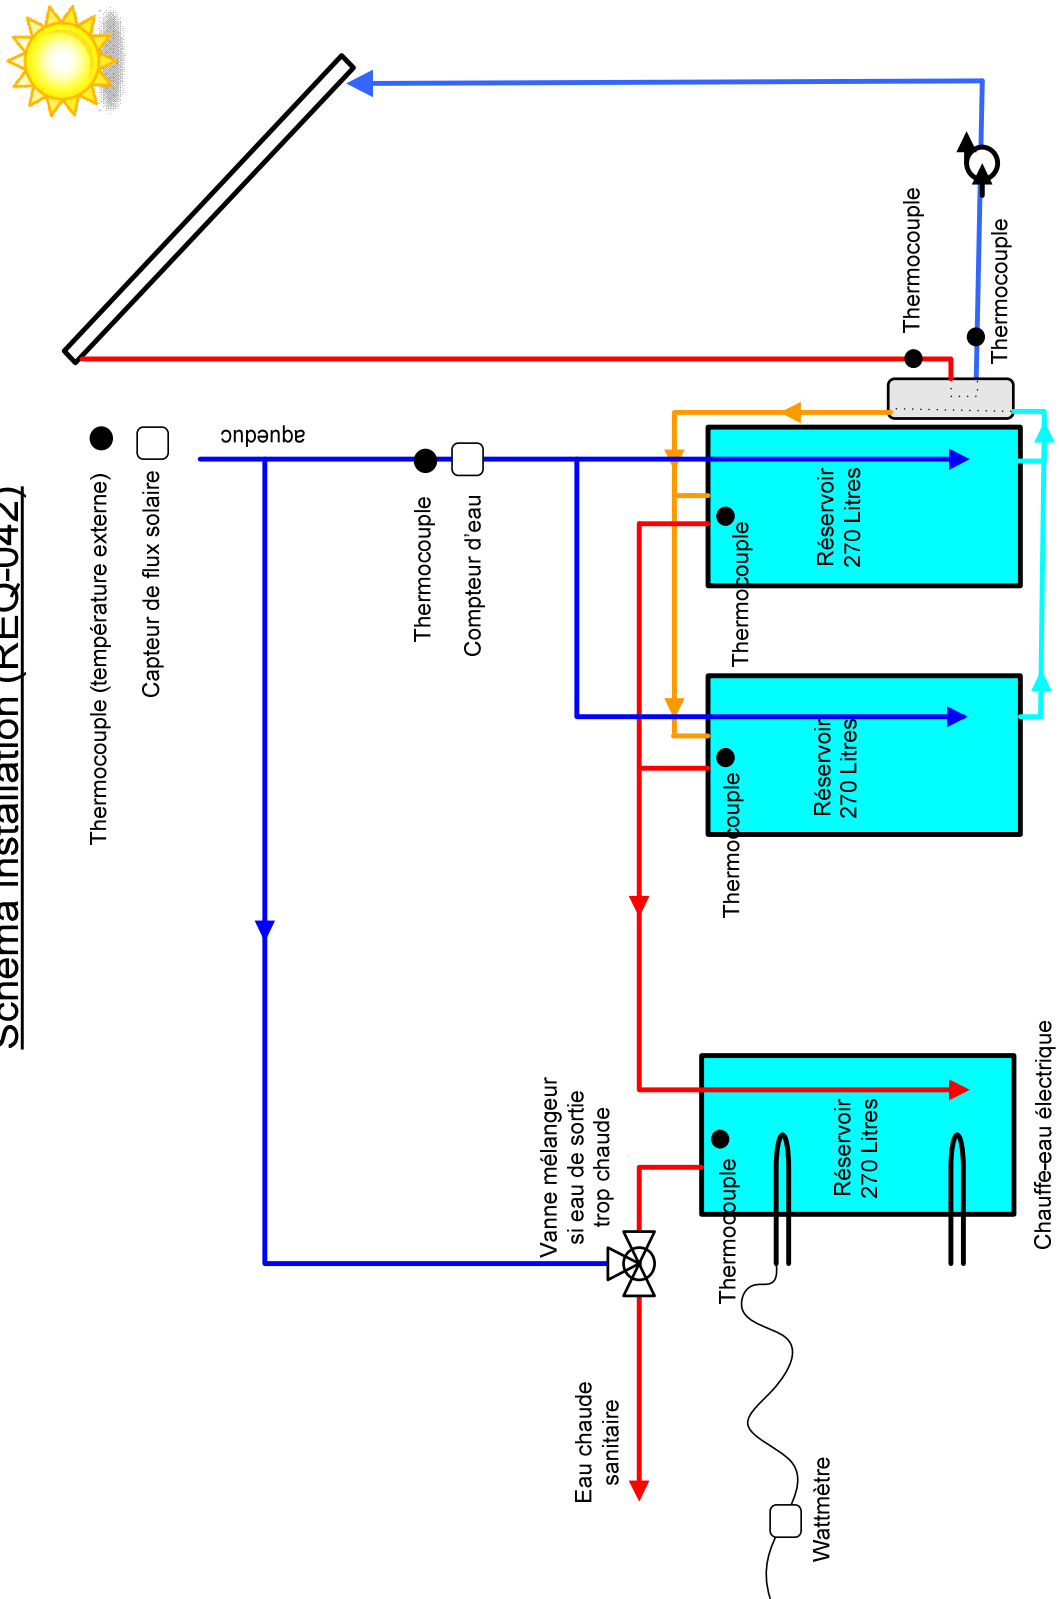 Schéma Installation (REQ-042)
Thermocouple (température externe)
Capteur de flux solaire
aqueduc
Thermocouple
Compteur d'eau
Thermocouple
Thermocouple
Thermocouple
Réservoir
270 Litres
Thermocouple
Réservoir
270 Litres
Vanne mélangeur
si eau de sortie
trop chaude
Thermocouple
Réservoir
270 Litres
Chauffe-eau électrique
Eau chaude
sanitaire
Wattmètre